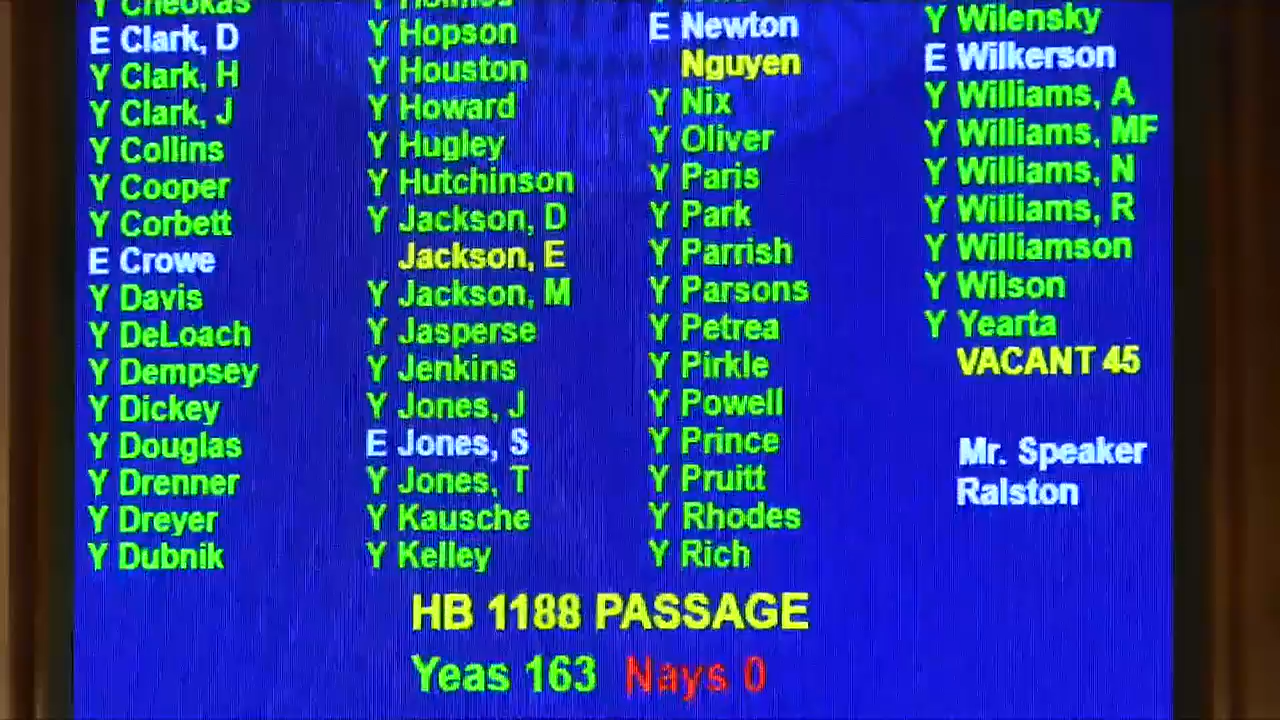 Y Cheokas
E Clark, D
Y Clark, H
Y Clark, J
Y Collins
Y Cooper
Y Corbett
E Crowe
Y Davis
Y DeLoach
Y Dempsey
Y Dickey
Y Douglas
Y Drenner
Y Dreyer
Y Dubnik
Y Holmes
Y Hopson
Y Houston
Y Howard
Y Hugley
Y Hutchinson
Y Jackson, D
Jackson, E
Y Jackson, M
Y Jasperse
Y Jenkins
Y Jones, J
E Jones, S
Y Jones, T
Y Kausche
Y Kelley
E Newton
Nguyen
Y Nix
Y Oliver
Y Paris
Y Park
Y Parrish
Y Parsons
Y Petrea
Y Pirkle
Y Powell
Y Prince
Y Pruitt
Y Rhodes
Y Rich
Y Wilensky
E Wilkerson
Y Williams, A
Y Williams, MF
Y Williams, N
Y Williams, R
Y Williamson
Y Wilson
Y Yearta
VACANT 45
Mr. Speaker
Ralston
HB 1188 PASSAGE
Yeas 163 Nays 0